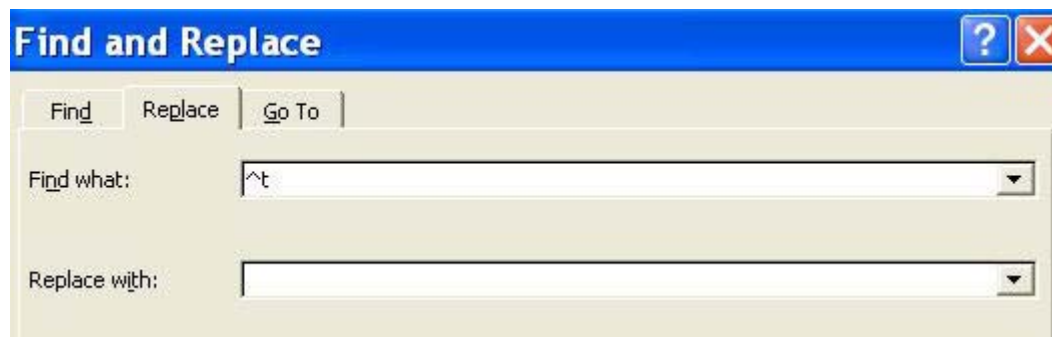 Find and Replace ?
Find Replace Go To
Find what: ^t
Replace with: